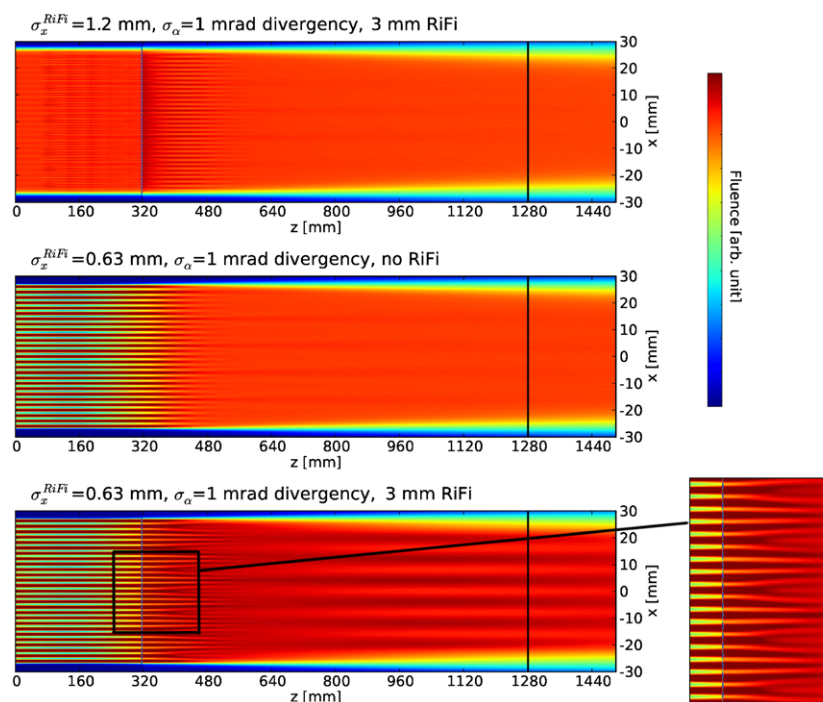 σ_x^{RiFi}=1.2 mm, σ_α=1 mrad divergency, 3 mm RiFi
30
20
10
0
-10
-20
-30
x [mm]
0 160 320 480 640 800 960 1120 1280 1440
z [mm]
σ_x^{RiFi}=0.63 mm, σ_α=1 mrad divergency, no RiFi
30
20
10
0
-10
-20
-30
x [mm]
0 160 320 480 640 800 960 1120 1280 1440
z [mm]
σ_x^{RiFi}=0.63 mm, σ_α=1 mrad divergency, 3 mm RiFi
30
20
10
0
-10
-20
-30
x [mm]
0 160 320 480 640 800 960 1120 1280 1440
z [mm]
Fluence [arb. unit]